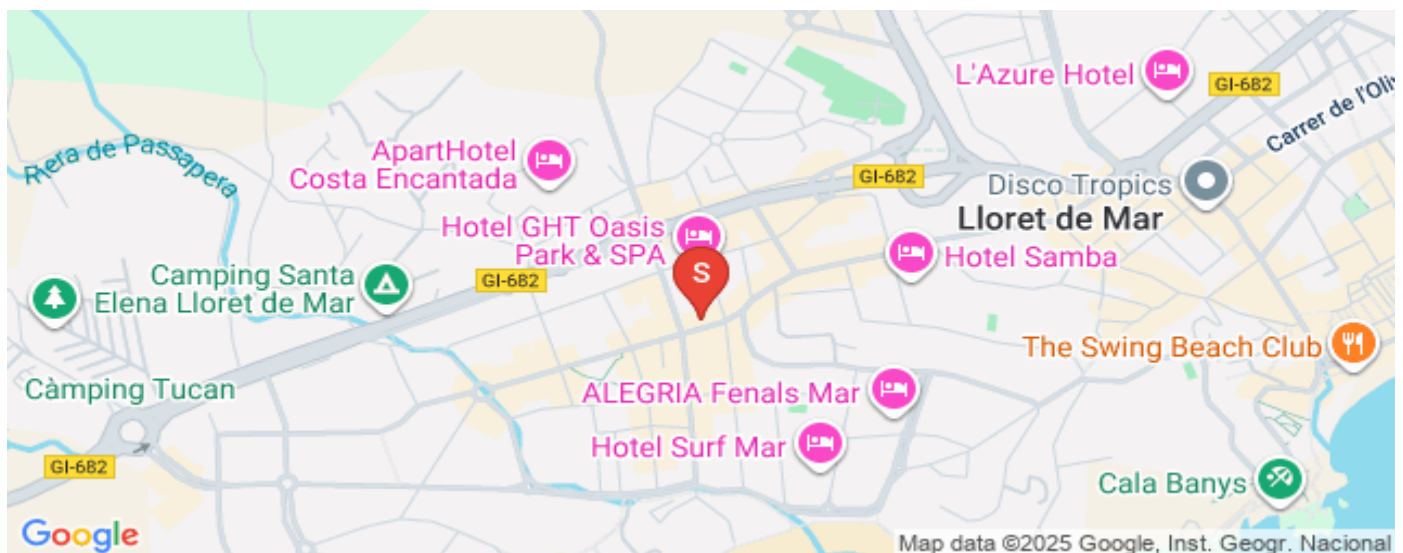 L'Azure Hotel
GI-682
Carrer de l'Oliv
Riera de Passapera
ApartHotel
Costa Encantada
GI-682
Disco Tropics
Lloret de Mar
Hotel GHT Oasis
Park & SPA
Hotel Samba
S
Camping Santa
Elena Lloret de Mar
GI-682
The Swing Beach Club
Càmping Tucan
ALEGRIA Fenals Mar
Hotel Surf Mar
GI-682
Cala Banys
Google
Map data ©2025 Google, Inst. Geogr. Nacional